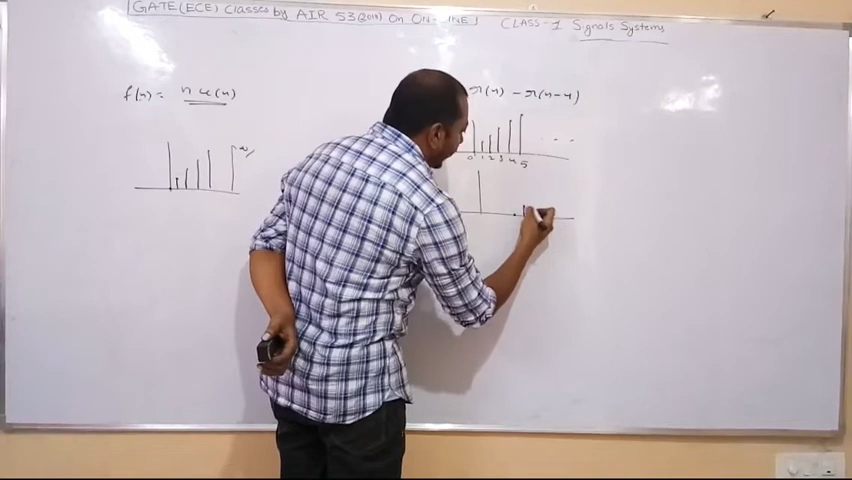 GATE(ECE) Classes by AIR 53(2014) On ON-LINE | CLASS-1 Signals Systems
f(n) = n u(n)
r(n) - r(n-4)
∞
0 1 2 3 4 5